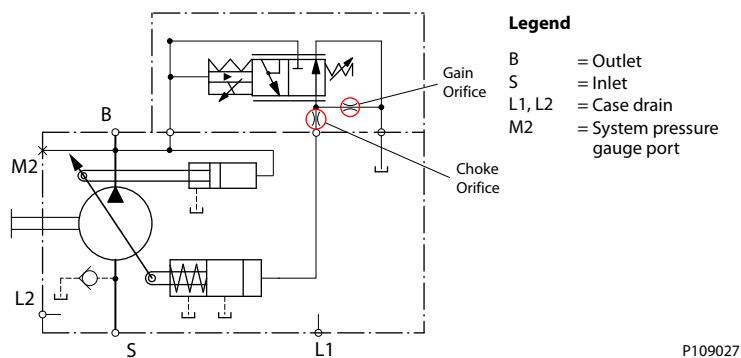 Legend
B = Outlet
S = Inlet
L1, L2 = Case drain
M2 = System pressure
gauge port
Gain
Orifice
B
M2
Choke
Orifice
L2
S
L1
P109027